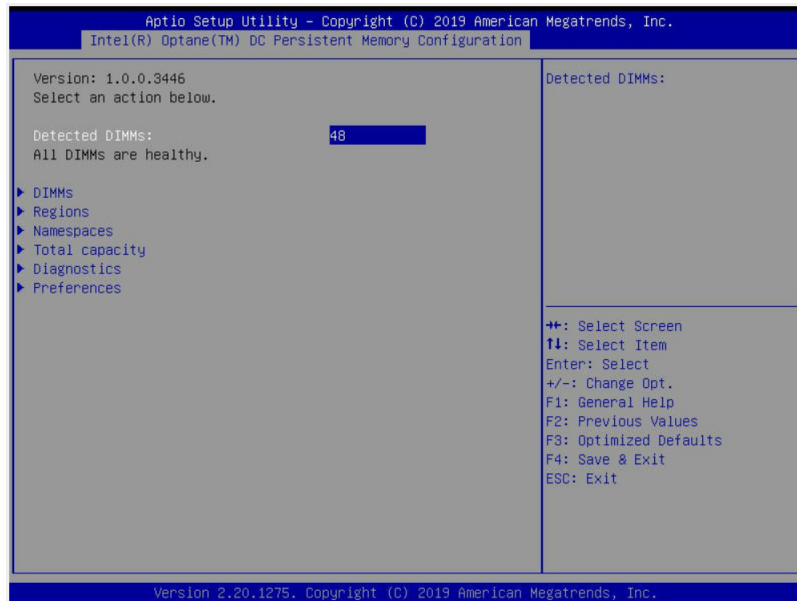 Aptio Setup Utility – Copyright (C) 2019 American Megatrends, Inc.
Intel(R) Optane(TM) DC Persistent Memory Configuration
Version: 1.0.0.3446
Select an action below.
Detected DIMMs: 48
All DIMMs are healthy.
DIMMs
Regions
Namespaces
Total capacity
Diagnostics
Preferences
Detected DIMMs:
→←: Select Screen
↑↓: Select Item
Enter: Select
+/-: Change Opt.
F1: General Help
F2: Previous Values
F3: Optimized Defaults
F4: Save & Exit
ESC: Exit
Version 2.20.1275. Copyright (C) 2019 American Megatrends, Inc.